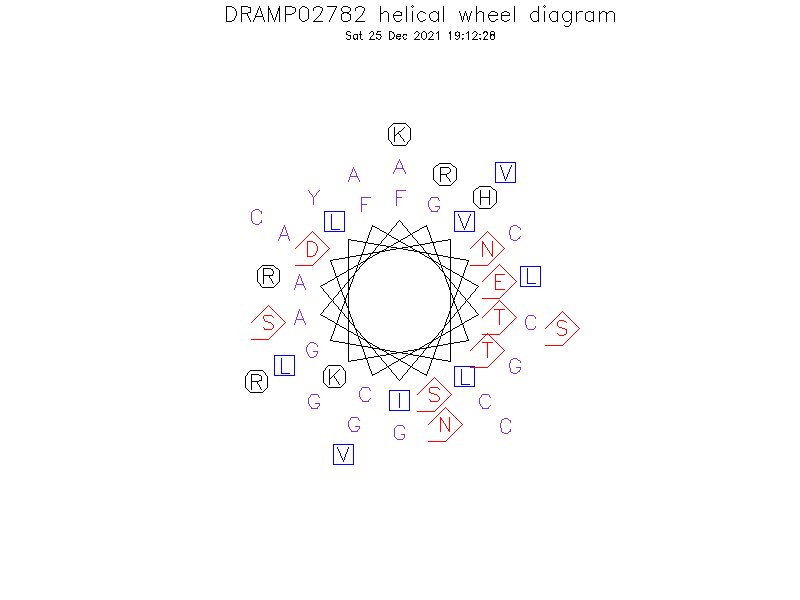 DRAMP02782 helical wheel diagram
Sat 25 Dec 2021 19:12:28
K
A
A R V
Y F F G H
C L V
A D N C
R A E L
S A T C S
G T
L G
R K L
G C I S C
G G N C
V